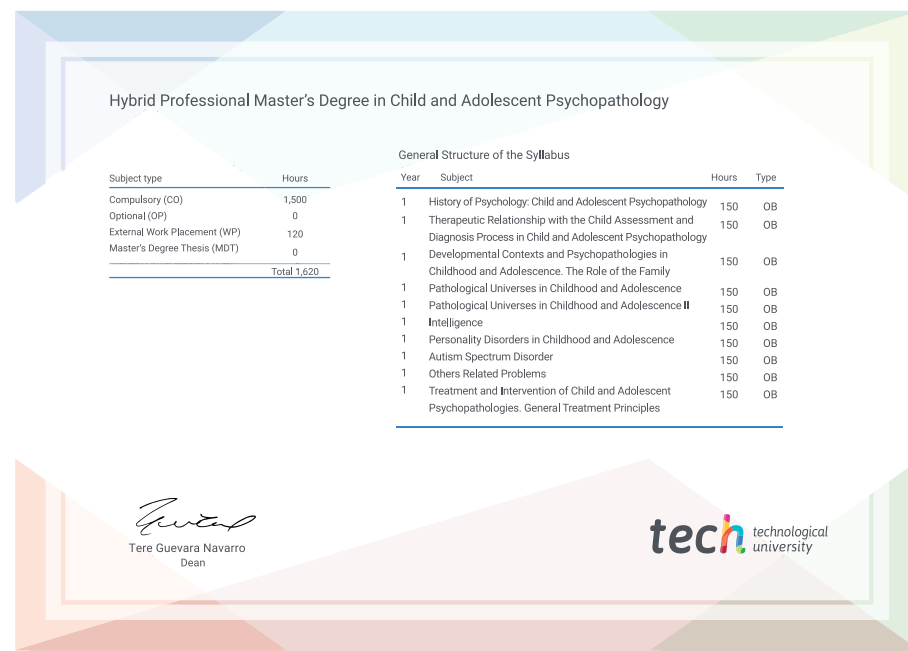 Hybrid Professional Master's Degree in Child and Adolescent Psychopathology
Subject type Hours
Compulsory (CO) 1,500
Optional (OP) 0
External Work Placement (WP) 120
Master's Degree Thesis (MDT) 0
Total 1,620
General Structure of the Syllabus
Year Subject Hours Type
1 History of Psychology: Child and Adolescent Psychopathology 150 OB
1 Therapeutic Relationship with the Child Assessment and 150 OB
Diagnosis Process in Child and Adolescent Psychopathology
1 Developmental Contexts and Psychopathologies in 150 OB
Childhood and Adolescence. The Role of the Family
1 Pathological Universes in Childhood and Adolescence 150 OB
1 Pathological Universes in Childhood and Adolescence II 150 OB
1 Intelligence 150 OB
1 Personality Disorders in Childhood and Adolescence 150 OB
1 Autism Spectrum Disorder 150 OB
1 Others Related Problems 150 OB
1 Treatment and Intervention of Child and Adolescent 150 OB
Psychopathologies. General Treatment Principles
Tere Guevara Navarro
Dean
tech technological
university